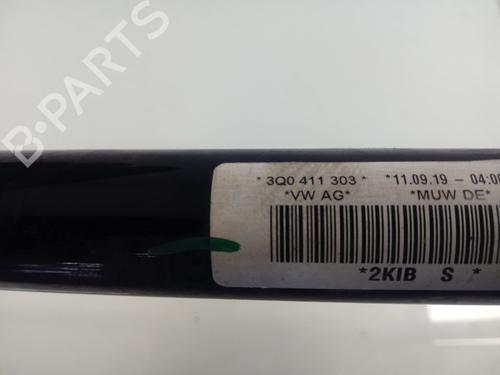 B-PARTS
* 3Q0 411 303 * *11.09.19 - 04:0
*VW AG* *MUW DE*
*2KIB S *